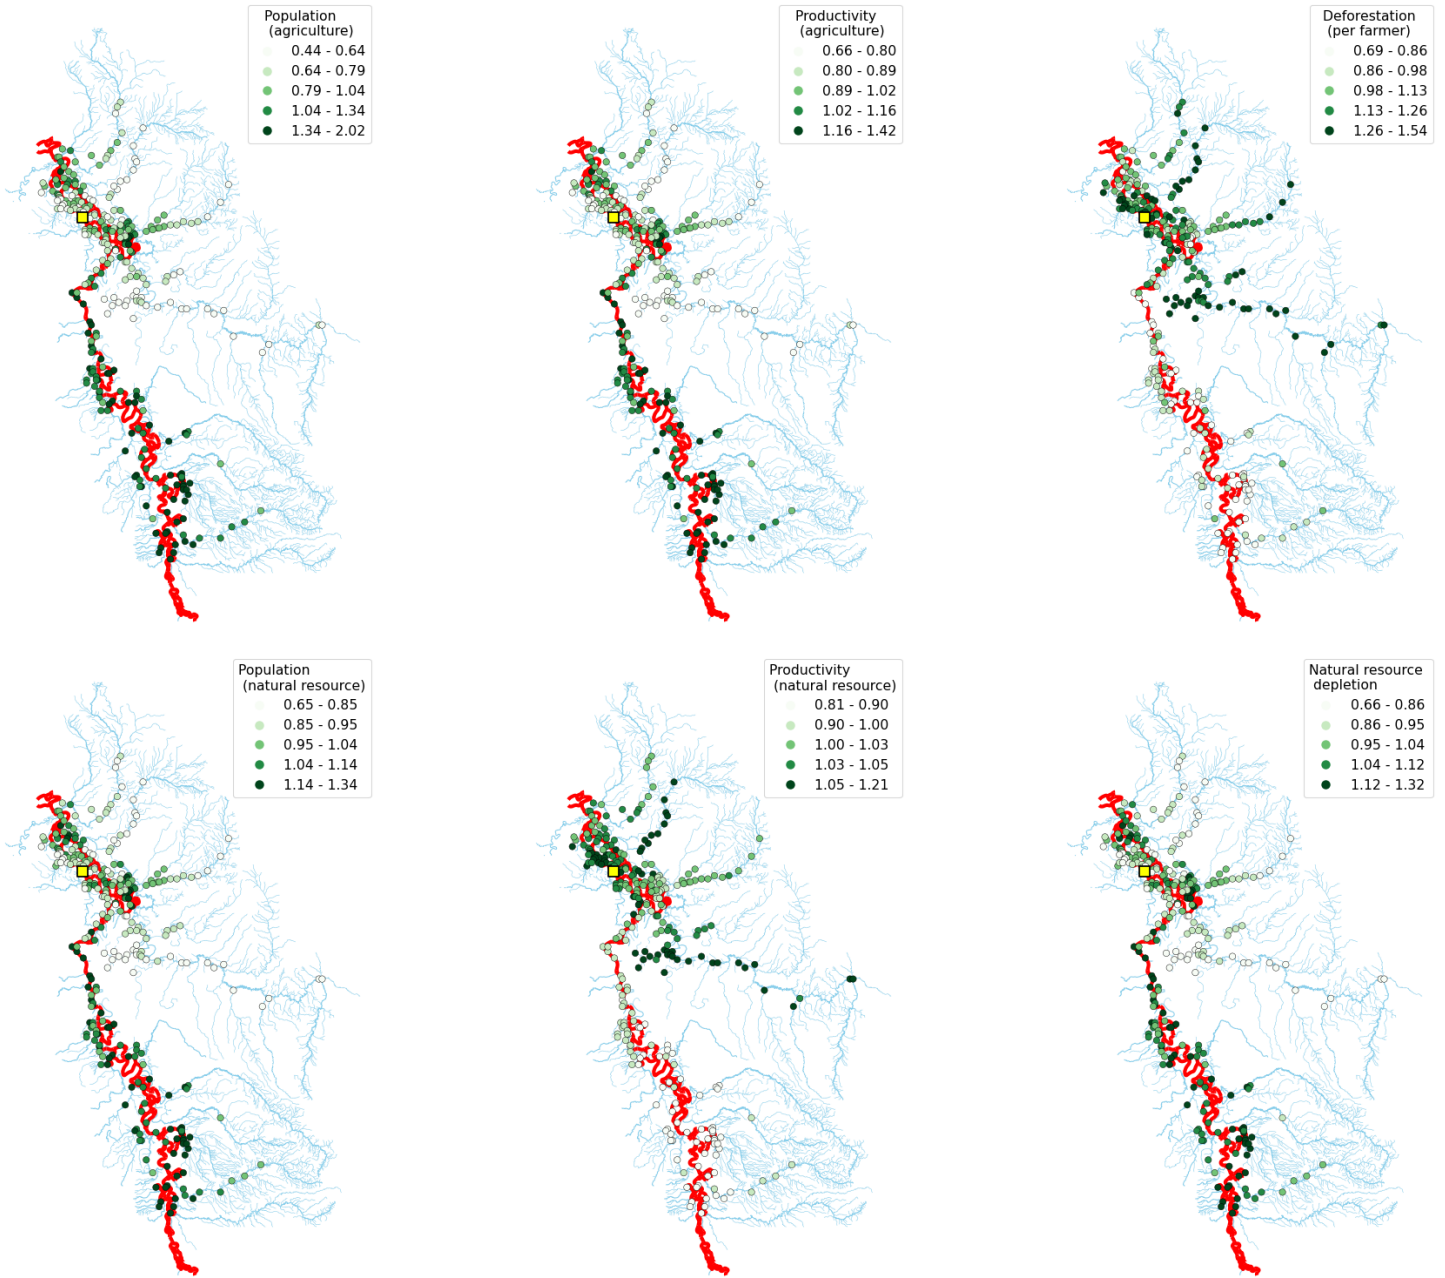 Population
(agriculture)
0.44 - 0.64
0.64 - 0.79
0.79 - 1.04
1.04 - 1.34
1.34 - 2.02
Productivity
(agriculture)
0.66 - 0.80
0.80 - 0.89
0.89 - 1.02
1.02 - 1.16
1.16 - 1.42
Deforestation
(per farmer)
0.69 - 0.86
0.86 - 0.98
0.98 - 1.13
1.13 - 1.26
1.26 - 1.54
Population
(natural resource)
0.65 - 0.85
0.85 - 0.95
0.95 - 1.04
1.04 - 1.14
1.14 - 1.34
Productivity
(natural resource)
0.81 - 0.90
0.90 - 1.00
1.00 - 1.03
1.03 - 1.05
1.05 - 1.21
Natural resource
depletion
0.66 - 0.86
0.86 - 0.95
0.95 - 1.04
1.04 - 1.12
1.12 - 1.32